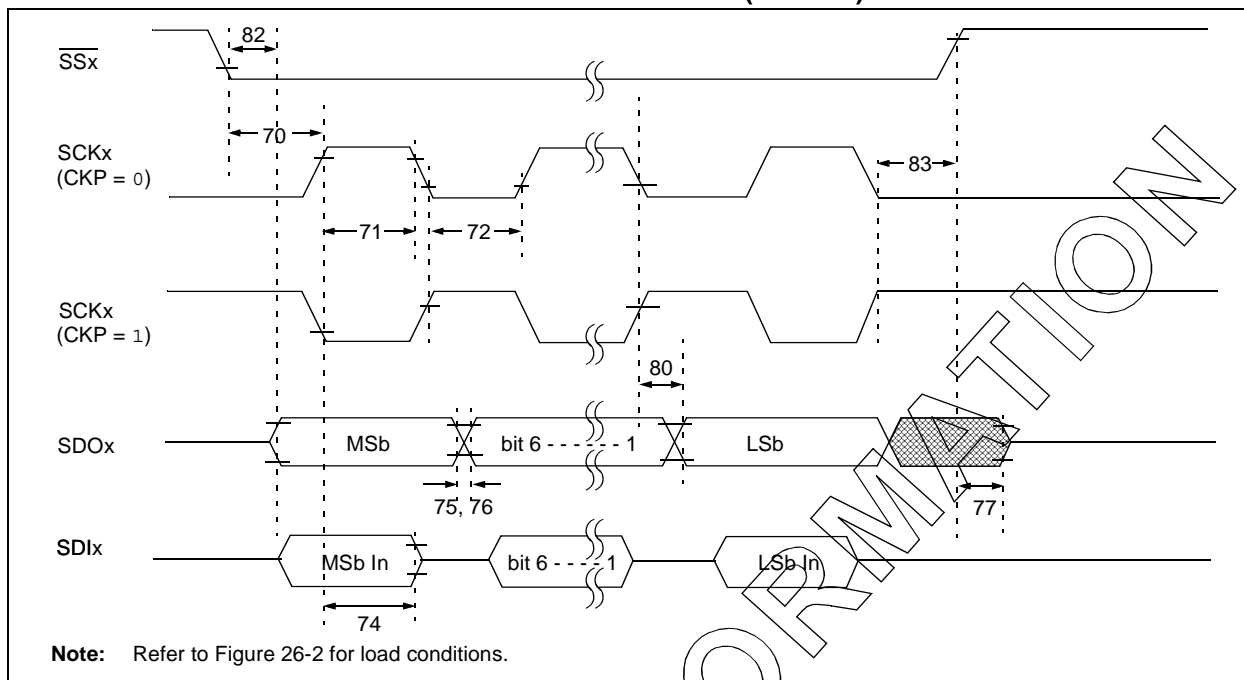 82
SSx
70
SCKx
(CKP = 0)
83
71
72
SCKx
(CKP = 1)
80
SDOx
MSb
bit 6 - - - - - - 1
LSb
75, 76
77
SDIx
MSb In
bit 6 - - - - 1
LSb In
74
Note: Refer to Figure 26-2 for load conditions.
ORMATION